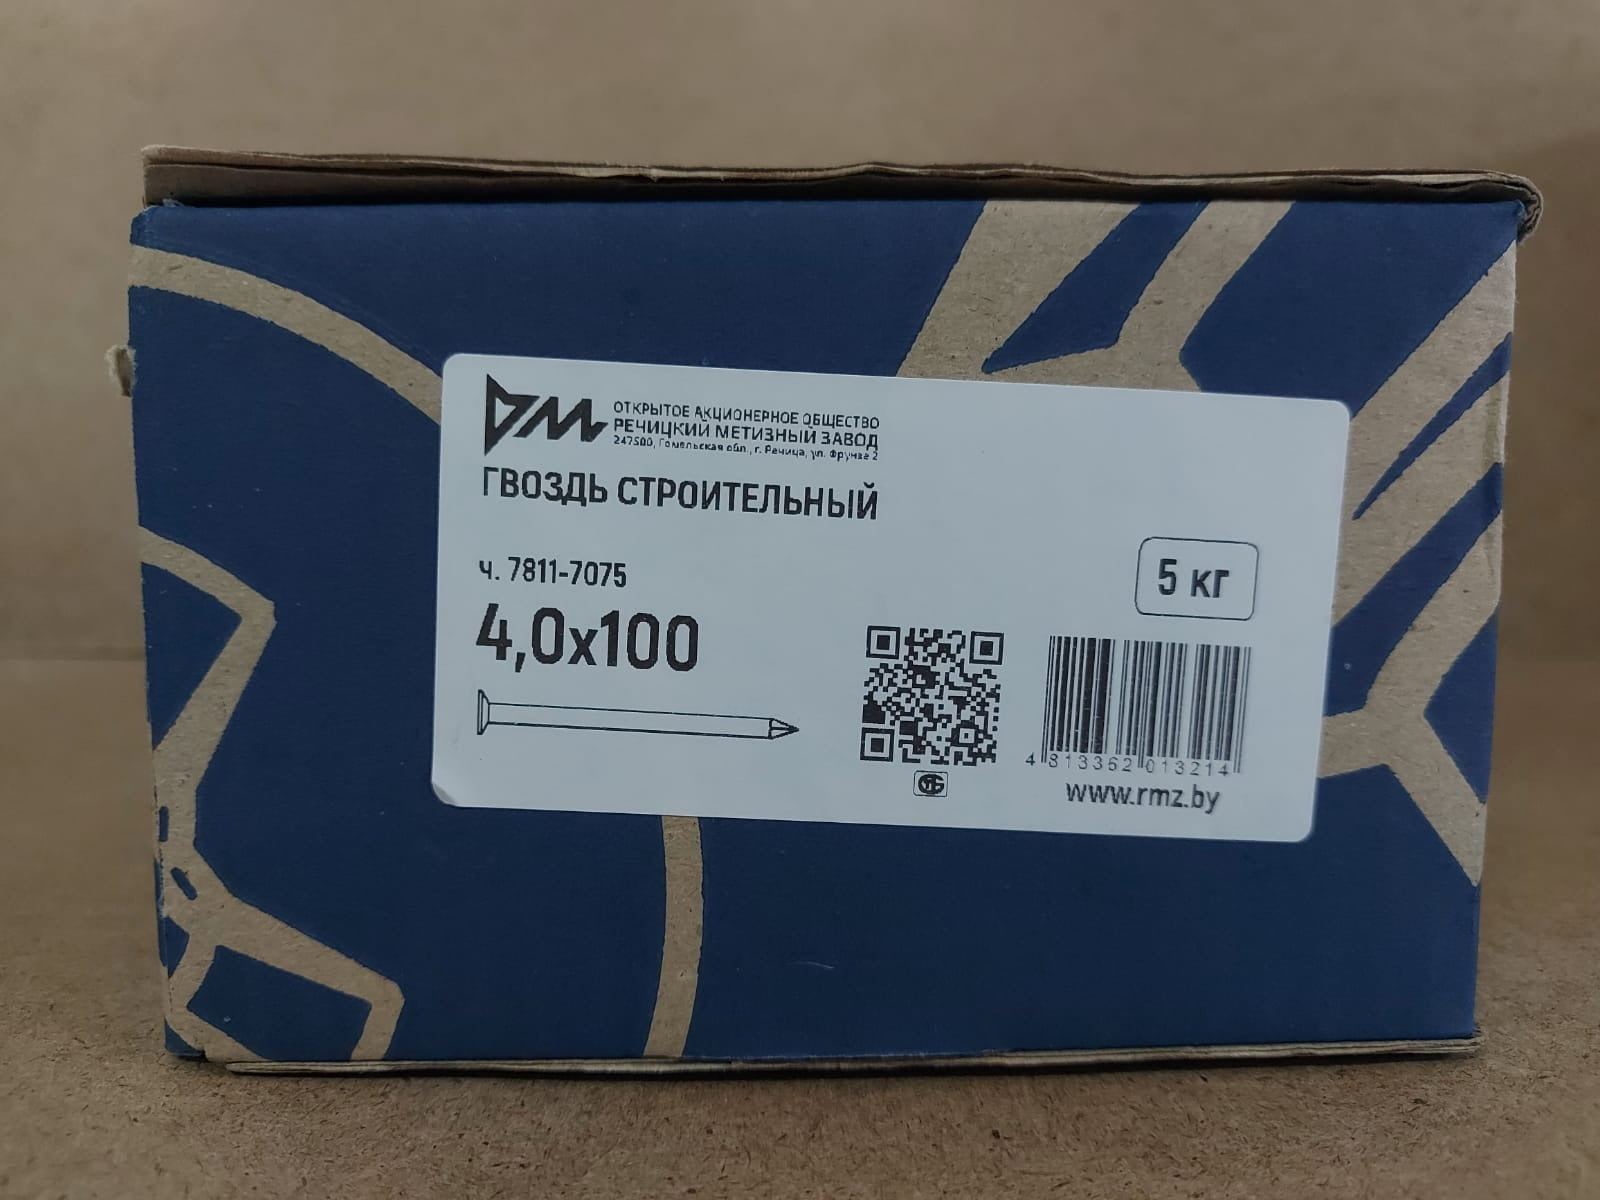 ОТКРЫТОЕ АКЦИОНЕРНОЕ ОБЩЕСТВО
РЕЧИЦКИЙ МЕТИЗНЫЙ ЗАВОД
247500, Гомельская обл., г. Речица, ул. Фрунзе 2
ГВОЗДЬ СТРОИТЕЛЬНЫЙ
ч. 7811-7075
4,0x100
5 кг
4 813362 013214
www.rmz.by